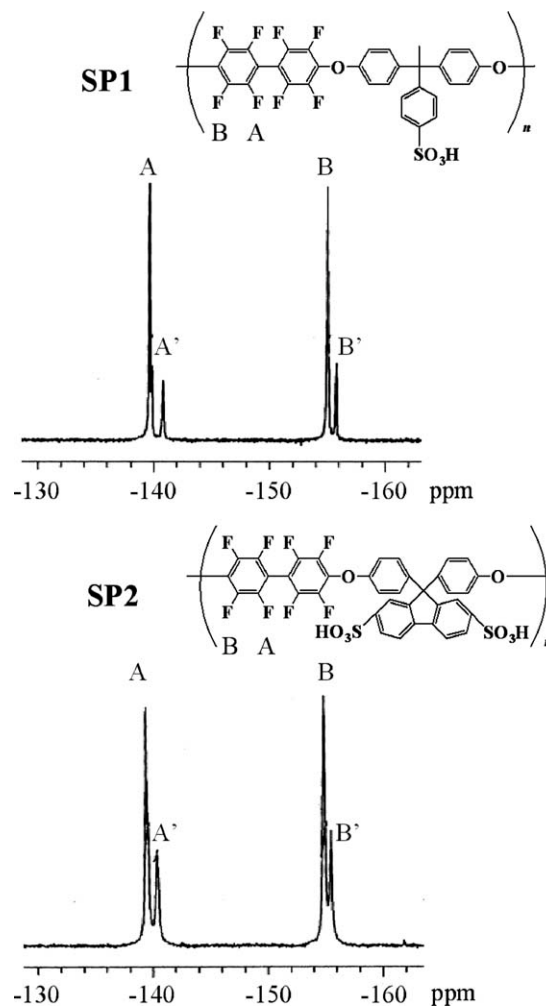 F F F F
SP1
O
O
F F F F
n
B A
SO₃H
A
B
A'
B'
-130 -140 -150 -160 ppm
F F F F
SP2
O
O
HO₃S
SO₃H
F F F F
B A
A
B
A'
B'
-130 -140 -150 -160 ppm